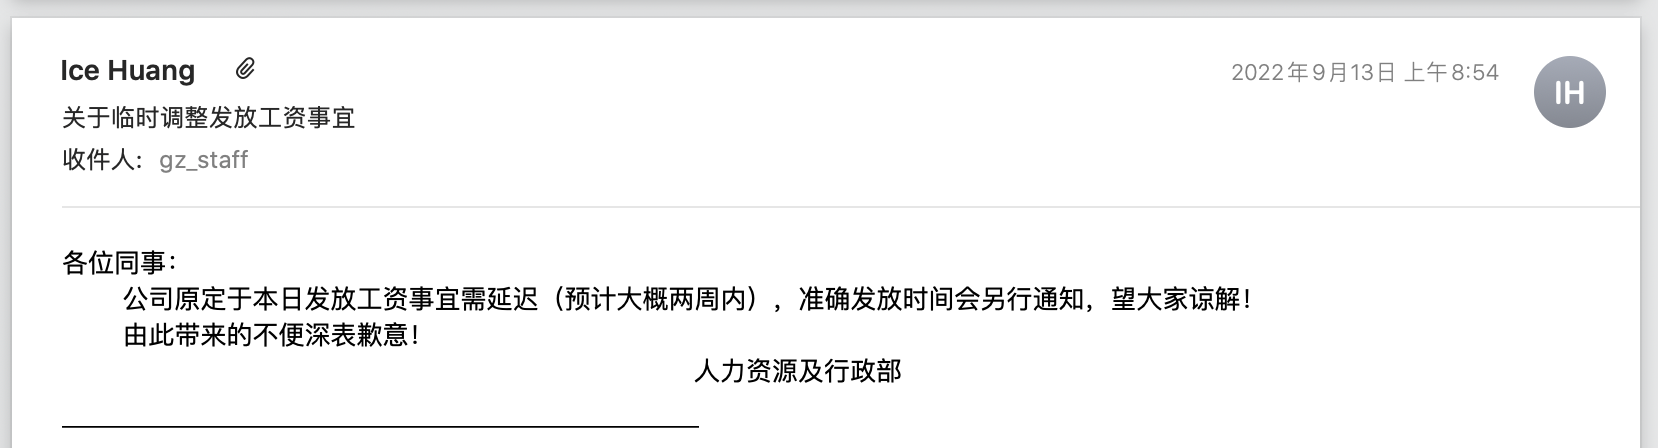 Ice Huang
2022年9月13日 上午8:54
IH
关于临时调整发放工资事宜
收件人: gz_staff
各位同事：
公司原定于本日发放工资事宜需延迟（预计大概两周内），准确发放时间会另行通知，望大家谅解！
由此带来的不便深表歉意！
人力资源及行政部